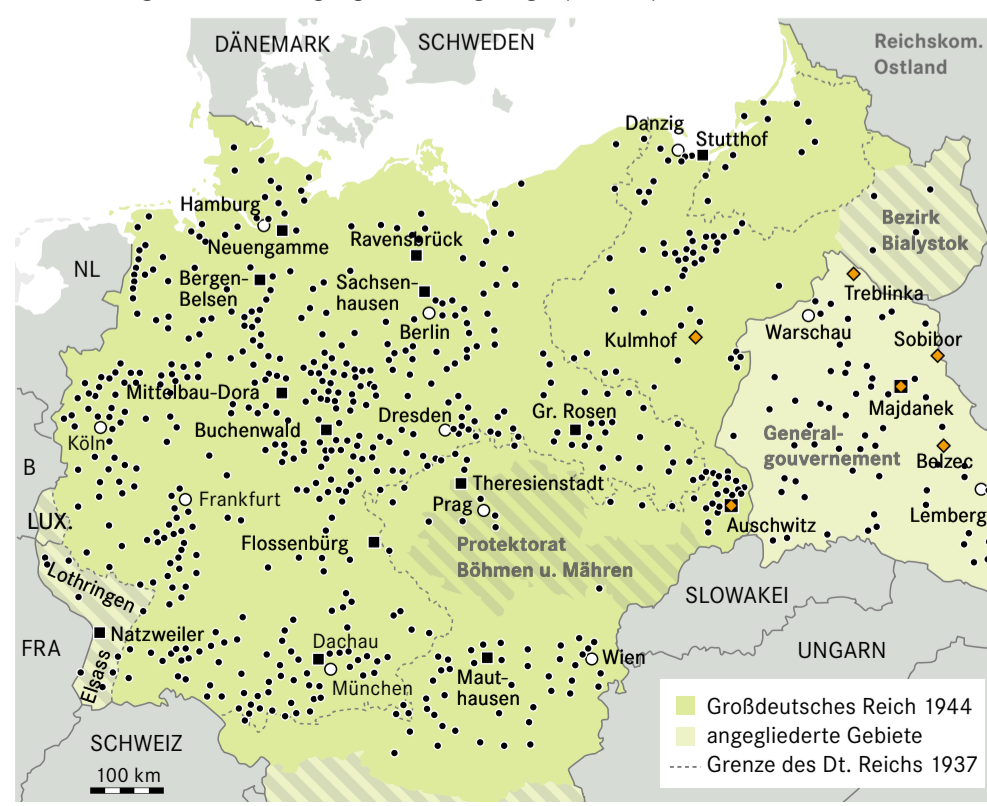 DÄNEMARK
SCHWEDEN
Reichskom.
Ostland
Danzig
Stutthof
Hamburg
Neuengamme
Ravensbrück
Bezirk
Bialystok
NL
Bergen-
Belsen
Sachsen-
hausen
Berlin
Treblinka
Warschau
Kulmhof
Sobibor
Mittelbau-Dora
Majdanek
Köln
Buchenwald
Dresden
Gr. Rosen
General-
gouvernement
Belzec
B
Frankfurt
Theresienstadt
Prag
Lemberg
LUX.
Flossenbürg
Auschwitz
Protektorat
Böhmen u. Mähren
Lothringen
SLOWAKEI
FRA
Natzweiler
Elsass
Dachau
München
Maut-
hausen
Wien
UNGARN
SCHWEIZ
100 km
Großdeutsches Reich 1944
angegliederte Gebiete
Grenze des Dt. Reichs 1937